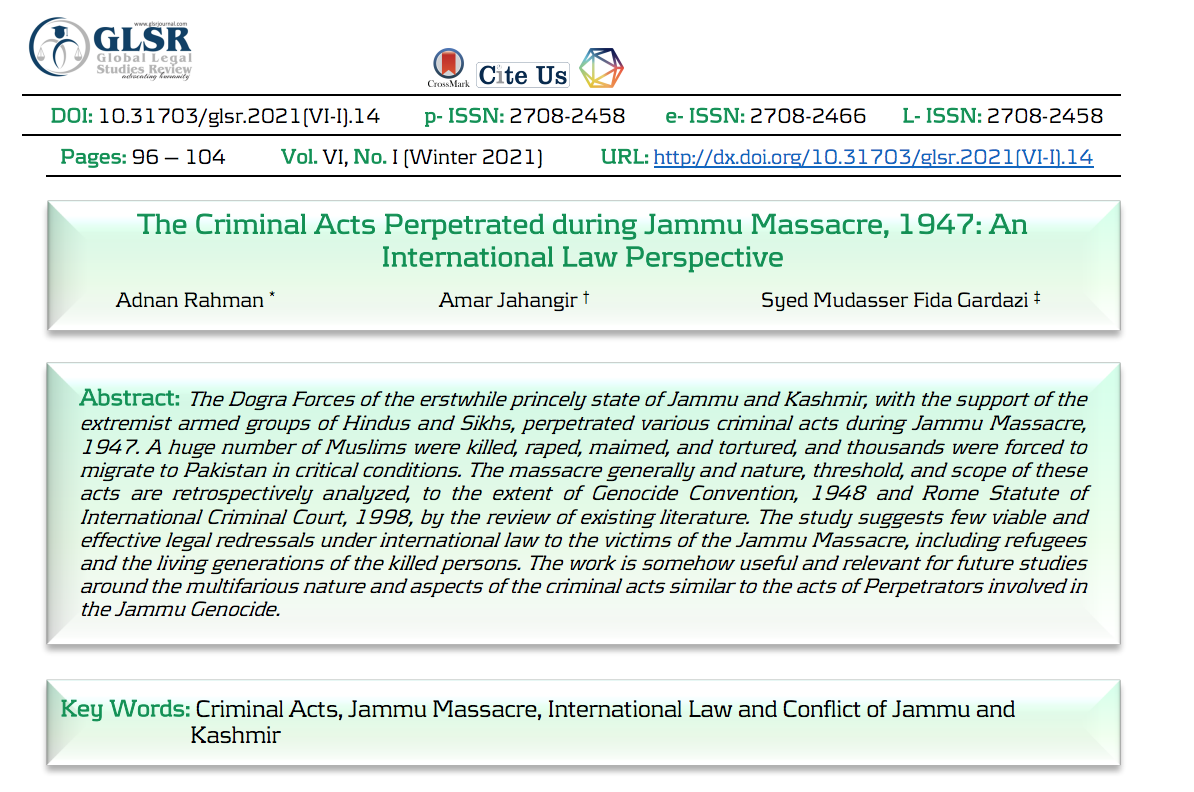 www.glsrjournal.com
GLSR
Global Legal
Studies Review
advocating humanity
CrossMark
Cite Us
DOI: 10.31703/glsr.2021(VI-I).14 p- ISSN: 2708-2458 e- ISSN: 2708-2466 L- ISSN: 2708-2458
Pages: 96 – 104 Vol. VI, No. I (Winter 2021) URL: http://dx.doi.org/10.31703/glsr.2021(VI-I).14
The Criminal Acts Perpetrated during Jammu Massacre, 1947: An
International Law Perspective
Adnan Rahman * Amar Jahangir † Syed Mudasser Fida Gardazi ‡
Abstract: The Dogra Forces of the erstwhile princely state of Jammu and Kashmir, with the support of the
extremist armed groups of Hindus and Sikhs, perpetrated various criminal acts during Jammu Massacre,
1947. A huge number of Muslims were killed, raped, maimed, and tortured, and thousands were forced to
migrate to Pakistan in critical conditions. The massacre generally and nature, threshold, and scope of these
acts are retrospectively analyzed, to the extent of Genocide Convention, 1948 and Rome Statute of
International Criminal Court, 1998, by the review of existing literature. The study suggests few viable and
effective legal redressals under international law to the victims of the Jammu Massacre, including refugees
and the living generations of the killed persons. The work is somehow useful and relevant for future studies
around the multifarious nature and aspects of the criminal acts similar to the acts of Perpetrators involved in
the Jammu Genocide.
Key Words: Criminal Acts, Jammu Massacre, International Law and Conflict of Jammu and
Kashmir